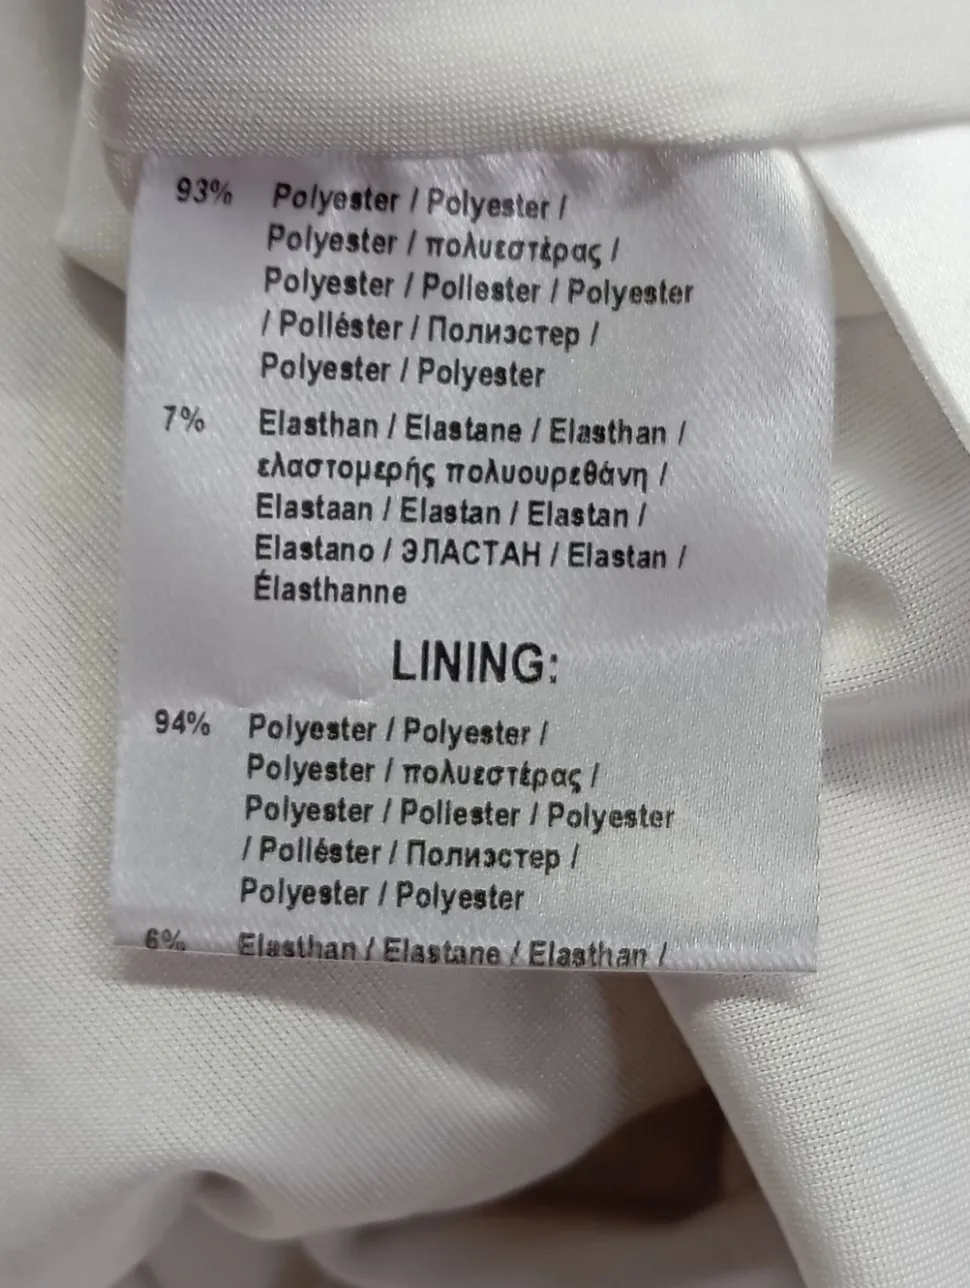 93% Polyester / Polyester /
Polyester / πολυεστέρας /
Polyester / Poliester / Polyester
/ Polléster / Полиэстер /
Polyester / Polyester
7% Elasthan / Elastane / Elasthan /
ελαστομερής πολυουρεθάνη /
Elastaan / Elastan / Elastan /
Elastano / ЭЛАСТАН / Elastan /
Élasthanne
LINING:
94% Polyester / Polyester /
Polyester / πολυεστέρας /
Polyester / Poliester / Polyester
/ Polléster / Полиэстер /
Polyester / Polyester
6% Elasthan / Elastane / Elasthan /